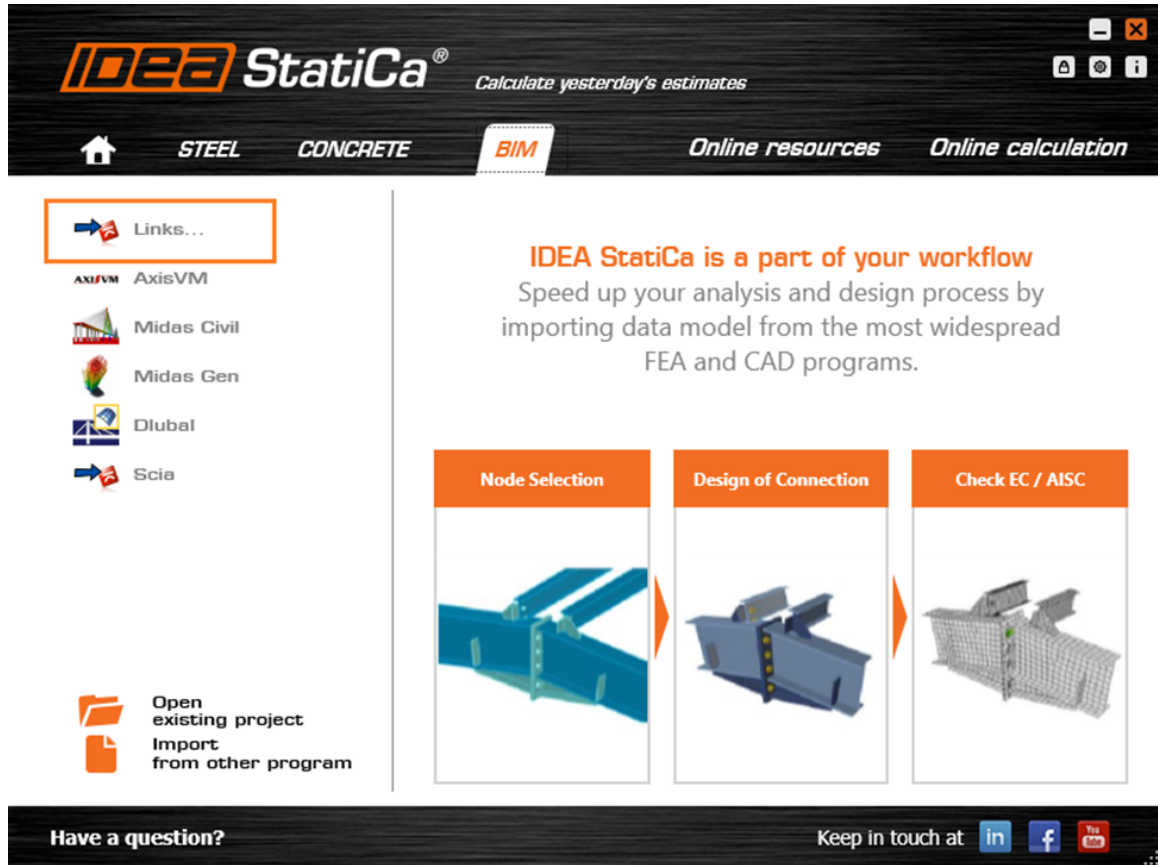 IDEA StatiCa®
Calculate yesterday's estimates
STEEL CONCRETE BIM Online resources Online calculation
Links...
AXISVM AxisVM
Midas Civil
Midas Gen
Dlubal
Scia
Open
existing project
Import
from other program
IDEA StatiCa is a part of your workflow
Speed up your analysis and design process by
importing data model from the most widespread
FEA and CAD programs.
Node Selection
Design of Connection
Check EC / AISC
Have a question?
Keep in touch at in f You Tube